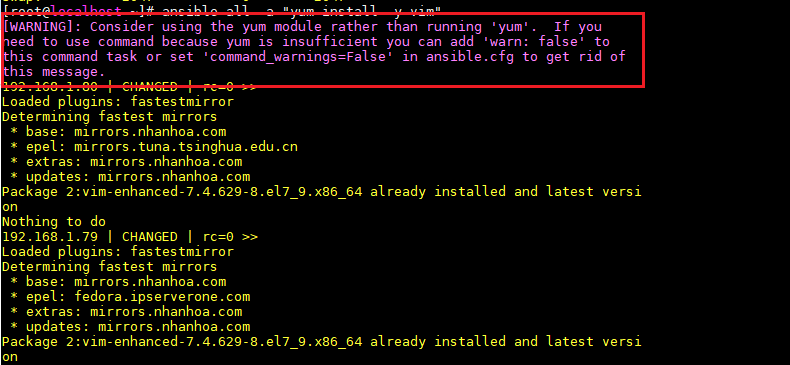 [root@localhost ~]# ansible all -a "yum install -y vim"
[WARNING]: Consider using the yum module rather than running 'yum'.  If you
need to use command because yum is insufficient you can add 'warn: false' to
this command task or set 'command_warnings=False' in ansible.cfg to get rid of
this message.
192.168.1.80 | CHANGED | rc=0 >>
Loaded plugins: fastestmirror
Determining fastest mirrors
 * base: mirrors.nhanhoa.com
 * epel: mirrors.tuna.tsinghua.edu.cn
 * extras: mirrors.nhanhoa.com
 * updates: mirrors.nhanhoa.com
Package 2:vim-enhanced-7.4.629-8.el7_9.x86_64 already installed and latest versi
on
Nothing to do
192.168.1.79 | CHANGED | rc=0 >>
Loaded plugins: fastestmirror
Determining fastest mirrors
 * base: mirrors.nhanhoa.com
 * epel: fedora.ipserverone.com
 * extras: mirrors.nhanhoa.com
 * updates: mirrors.nhanhoa.com
Package 2:vim-enhanced-7.4.629-8.el7_9.x86_64 already installed and latest versi
on